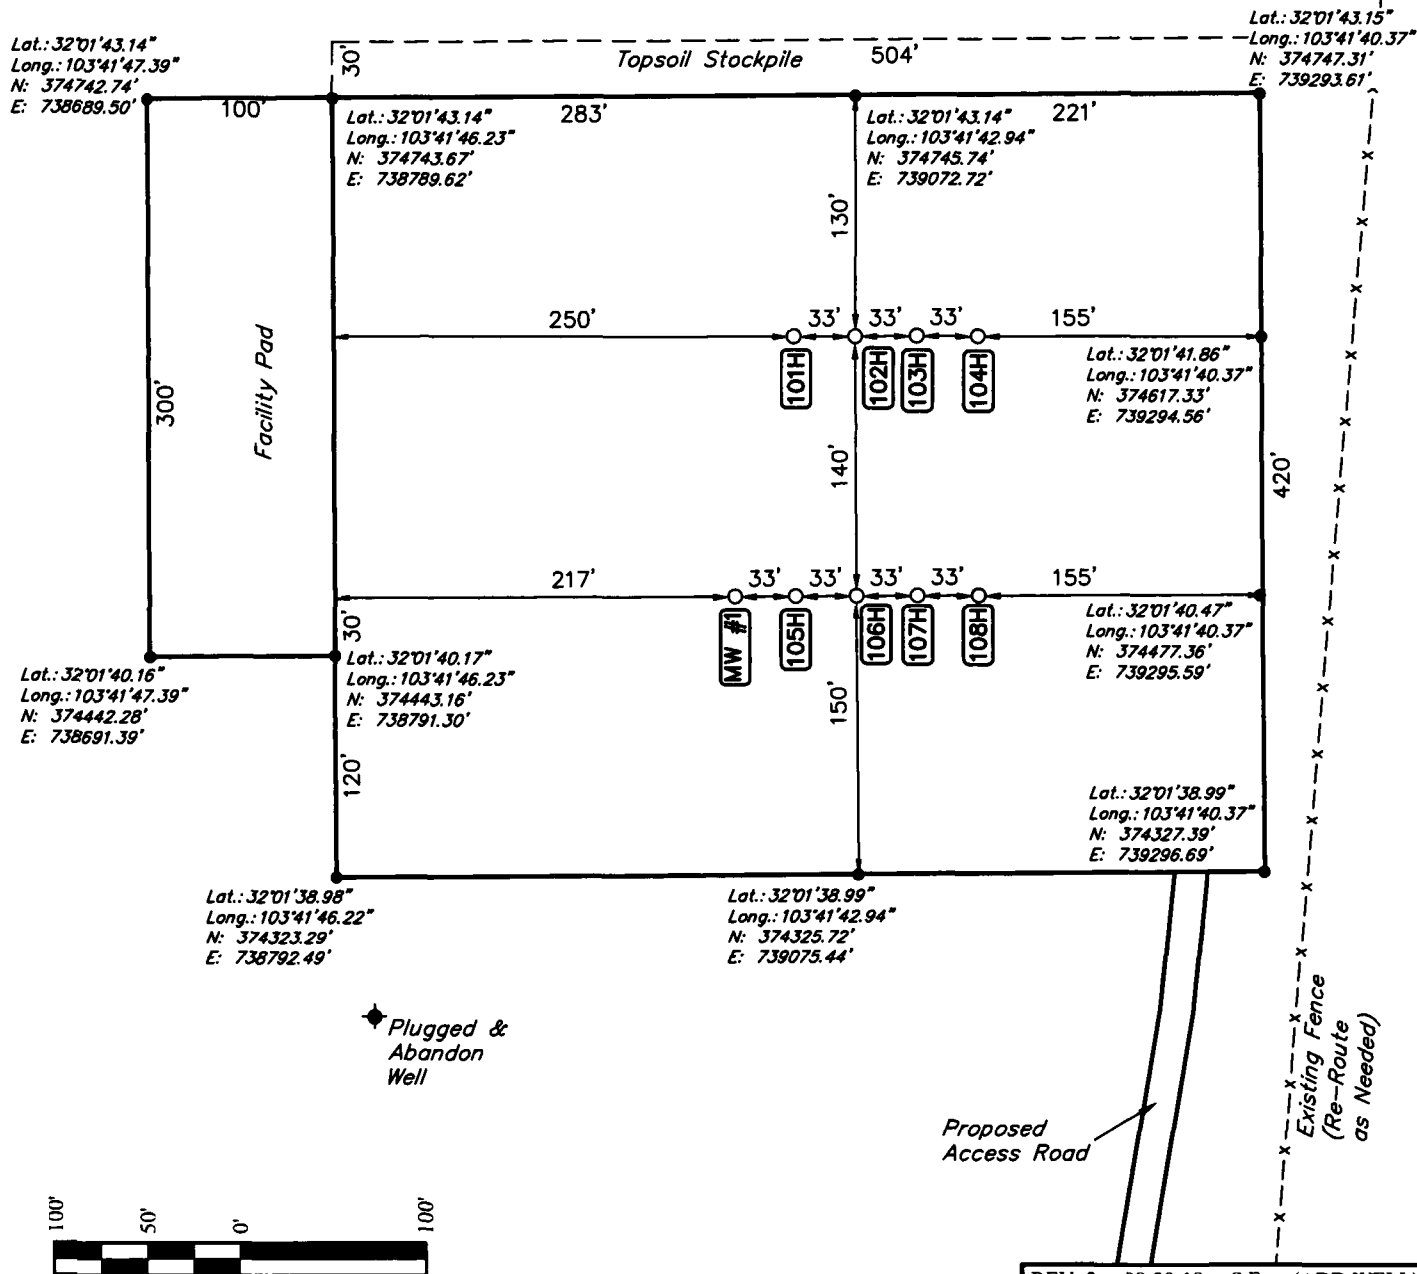 Lat.: 32°01'43.14"
Long.: 103°41'47.39"
N: 374742.74'
E: 738689.50'
30'
Topsoil Stockpile 504'
Lat.: 32°01'43.15"
Long.: 103°41'40.37"
N: 374747.31'
E: 739293.61'
100'
283'
221'
Lat.: 32°01'43.14"
Long.: 103°41'46.23"
N: 374743.67'
E: 738789.62'
Lat.: 32°01'43.14"
Long.: 103°41'42.94"
N: 374745.74'
E: 739072.72'
130'
250' 33' 33' 33' 155'
101H 102H 103H 104H
Lat.: 32°01'41.86"
Long.: 103°41'40.37"
N: 374617.33'
E: 739294.56'
300'
Facility Pad
140'
420'
217' 33' 33' 33' 33' 155'
MW #1 105H 106H 107H 108H
Lat.: 32°01'40.47"
Long.: 103°41'40.37"
N: 374477.36'
E: 739295.59'
30'
Lat.: 32°01'40.16"
Long.: 103°41'47.39"
N: 374442.28'
E: 738691.39'
Lat.: 32°01'40.17"
Long.: 103°41'46.23"
N: 374443.16'
E: 738791.30'
150'
120'
Lat.: 32°01'38.99"
Long.: 103°41'40.37"
N: 374327.39'
E: 739296.69'
Lat.: 32°01'38.98"
Long.: 103°41'46.22"
N: 374323.29'
E: 738792.49'
Lat.: 32°01'38.99"
Long.: 103°41'42.94"
N: 374325.72'
E: 739075.44'
Plugged &
Abandon
Well
Proposed
Access Road
Existing Fence
(Re-Route
as Needed)
100' 50' 0' 100'